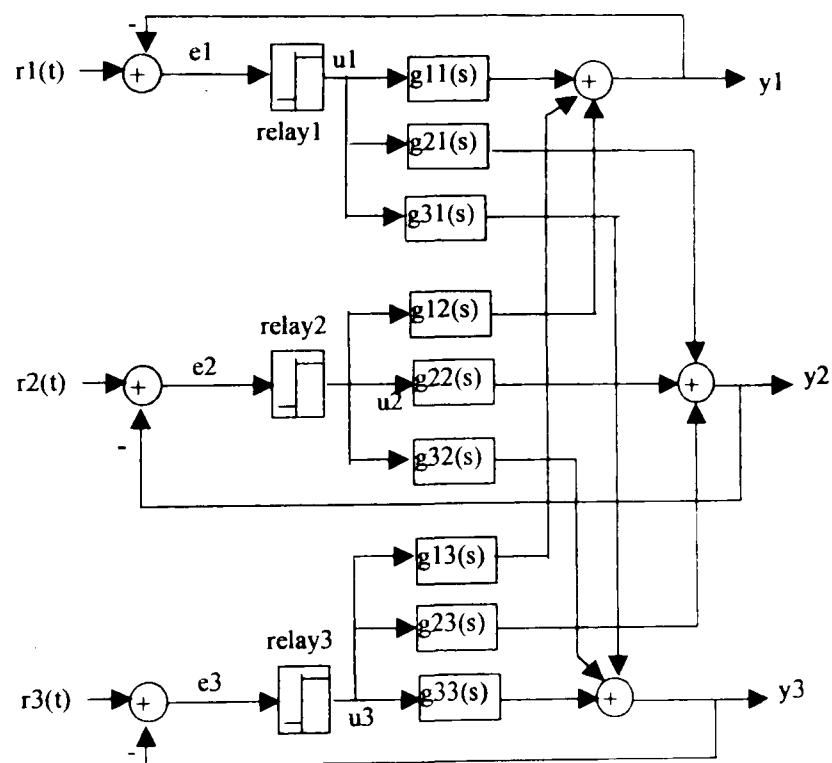 -
r1(t) + e1 u1 g11(s) + y1
relay1
g21(s)
g31(s)
g12(s)
relay2
r2(t) + e2 u2 g22(s) + y2
-
g32(s)
g13(s)
g23(s)
relay3
r3(t) + e3 u3 g33(s) + y3
-